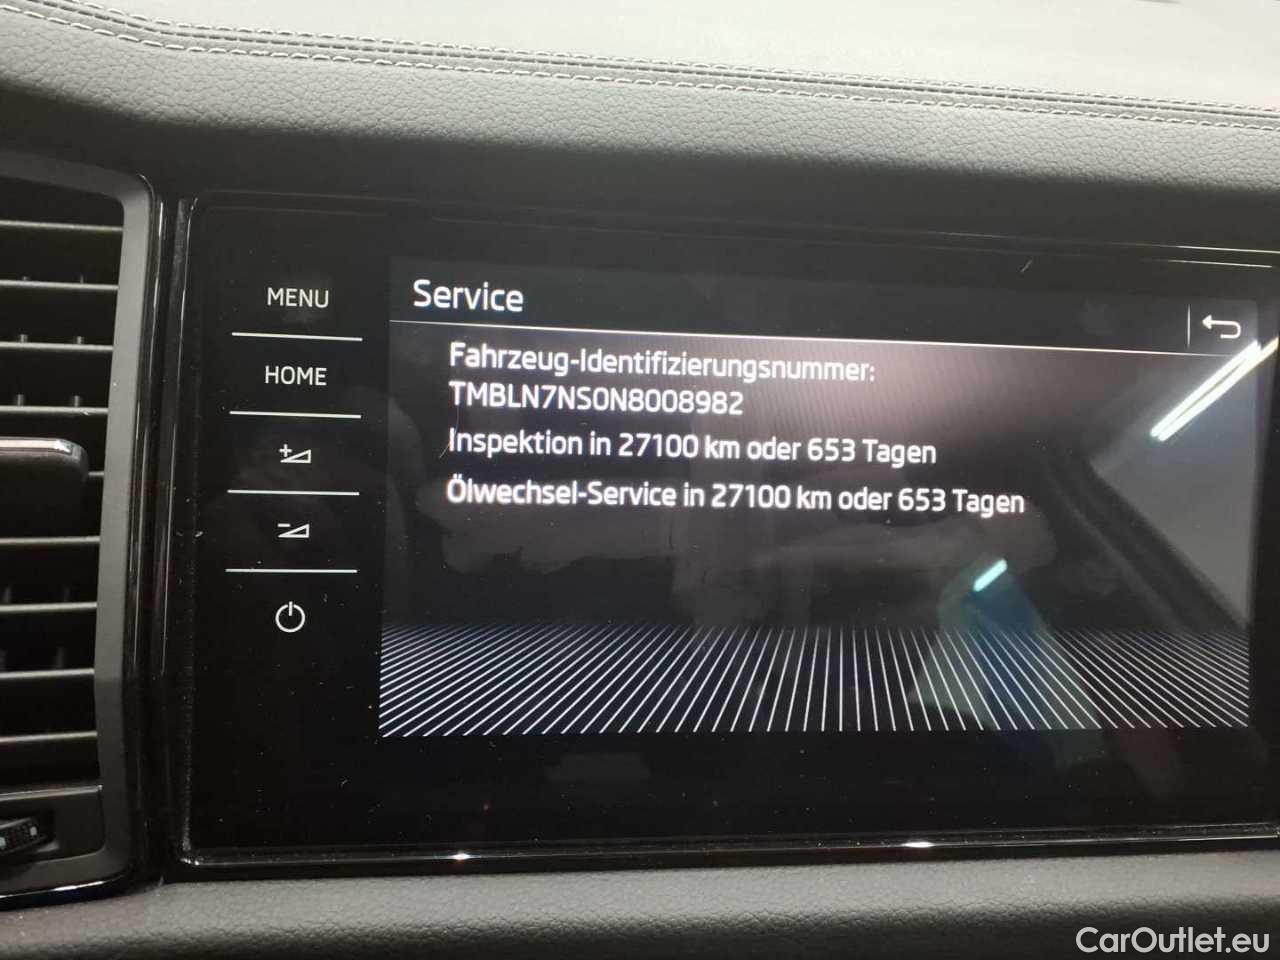 MENU
HOME
Service
Fahrzeug-Identifizierungsnummer:
TMBLN7NS0N8008982
Inspektion in 27100 km oder 653 Tagen
Ölwechsel-Service in 27100 km oder 653 Tagen
CarOutlet.eu